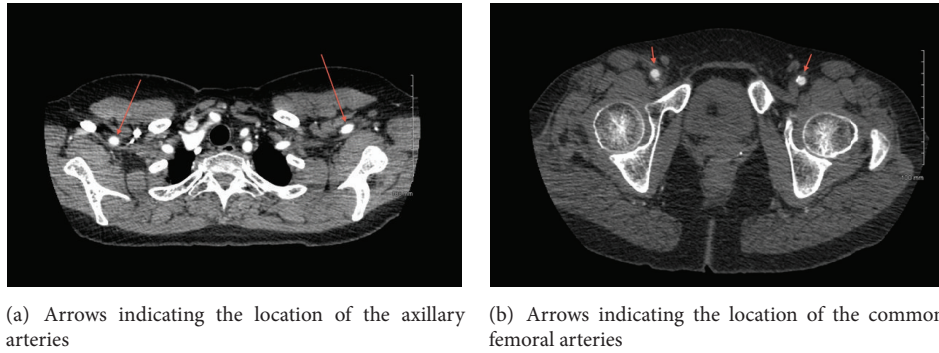 (a) Arrows indicating the location of the axillary
arteries
(b) Arrows indicating the location of the common
femoral arteries